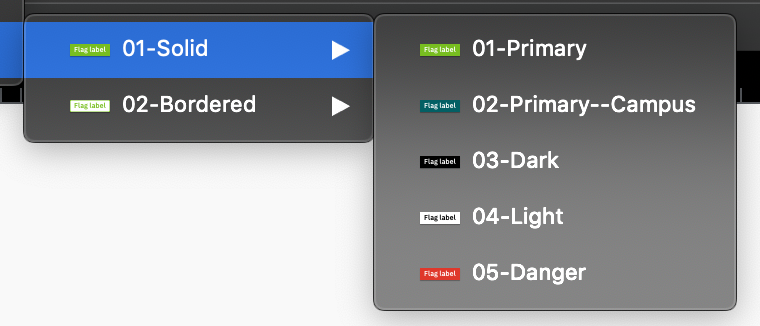 Flag label 01-Solid
Flag label 02-Bordered
Flag label 01-Primary
Flag label 02-Primary--Campus
Flag label 03-Dark
Flag label 04-Light
Flag label 05-Danger